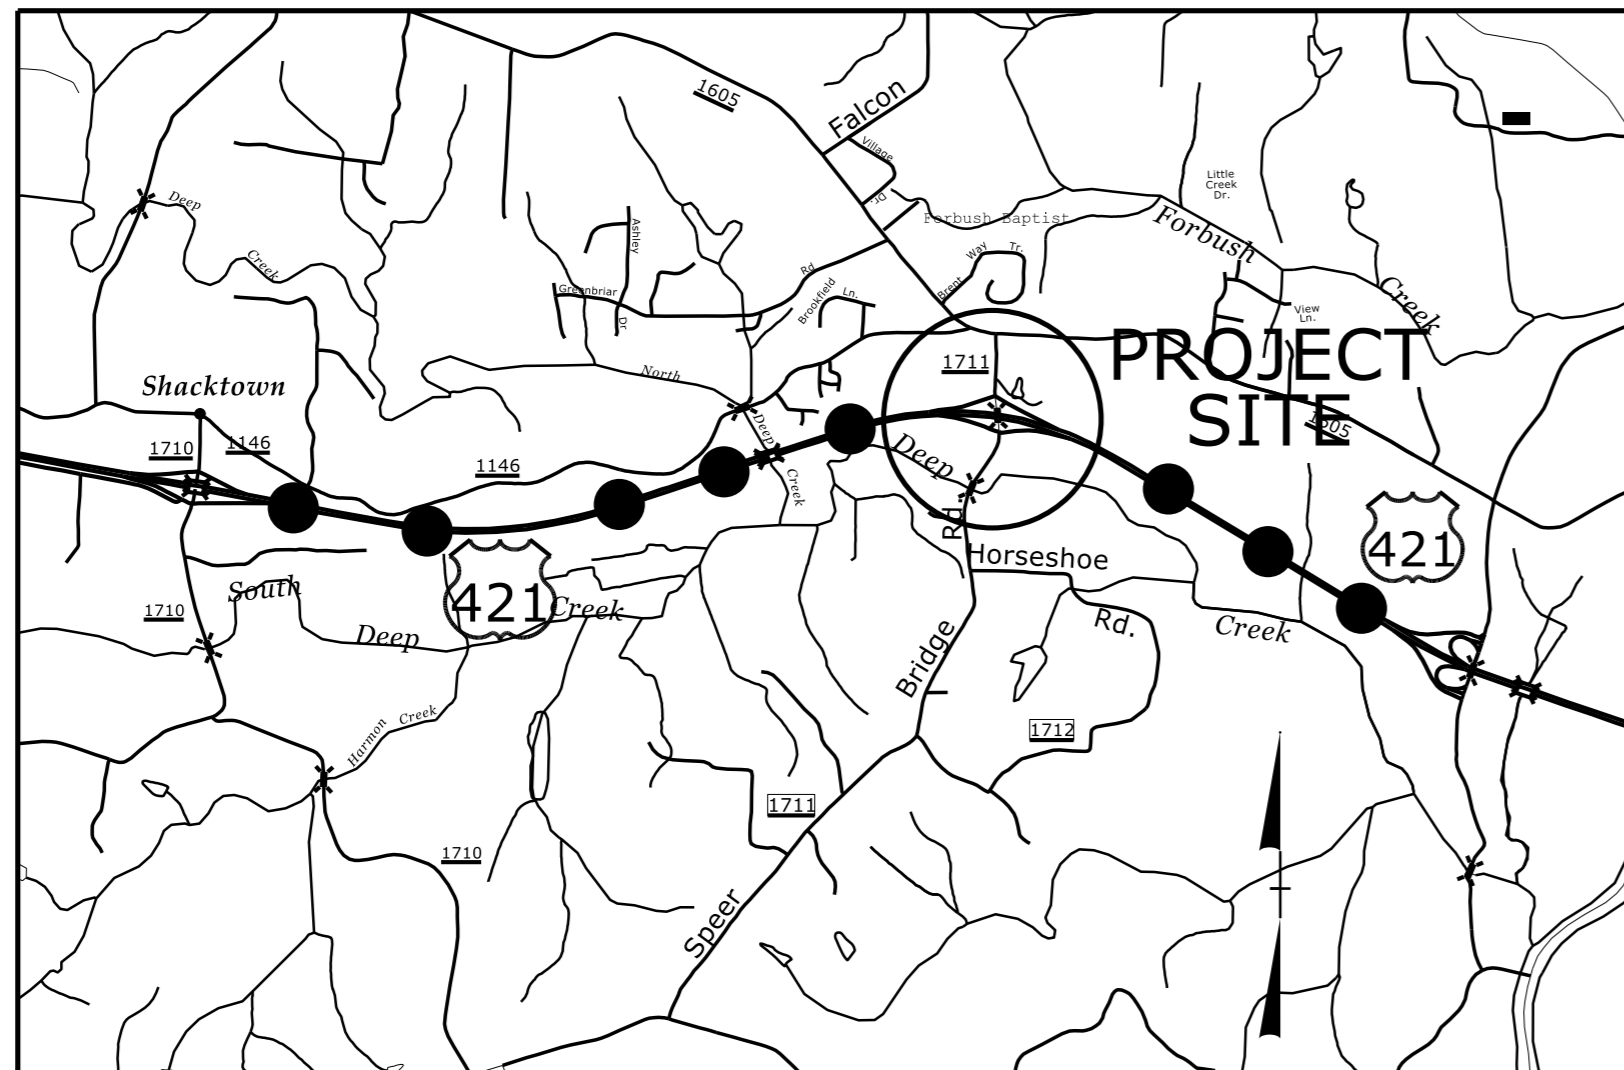 1605
Falcon
Village
Dr.
Deep
Creek
Little
Creek
Dr.
Forbush Baptist
Forbush
Creek
Ashley
Dr
Greenbriar
Rd
Brookfield
Ln.
Brent
Way
Tr.
View
Ln.
PROJECT
SITE
1605
1711
North
Deep
Creek
Shacktown
1710
1146
1146
Deep
Rd.
Horseshoe
Rd.
Creek
421
421
South
Deep
Creek
1710
Harmon
Creek
Bridge
1712
1711
1710
Speer